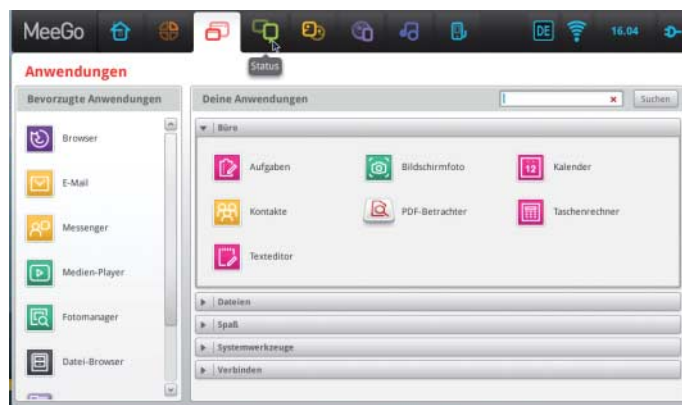 MeeGo DE 16.04
Status
Anwendungen
Bevorzugte Anwendungen
Browser
E-Mail
Messenger
Medien-Player
Fotomanager
Datei-Browser
Deine Anwendungen Suchen
Büro
Aufgaben Bildschirmfoto 12 Kalender
Kontakte PDF-Betrachter Taschenrechner
Texteditor
Dateien
Spaß
Systemwerkzeuge
Verbinden